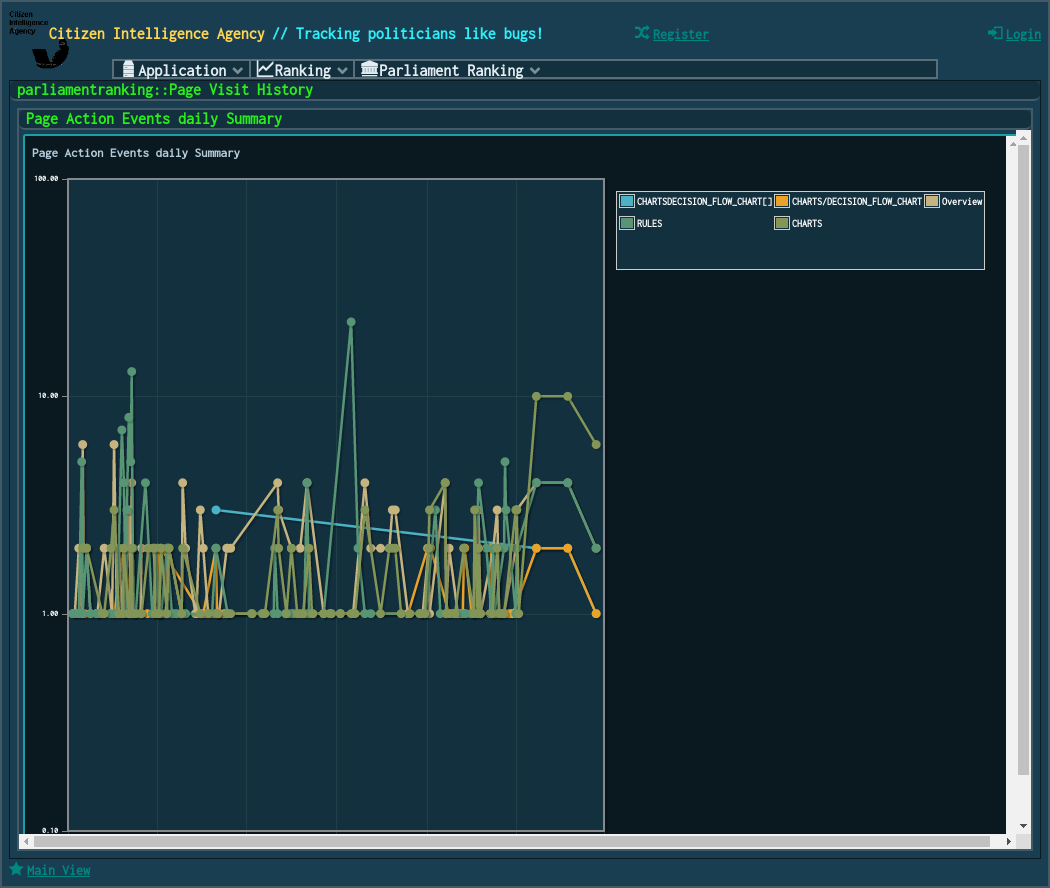 Citizen
Intelligence
Agency
Citizen Intelligence Agency // Tracking politicians like bugs!
Register
Login
Application
Ranking
Parliament Ranking
parliamentranking::Page Visit History
Page Action Events daily Summary
Page Action Events daily Summary
100.00
10.00
1.00
0.10
CHARTSDECISION_FLOW_CHART[]
CHARTS/DECISION_FLOW_CHART
Overview
RULES
CHARTS
Main View